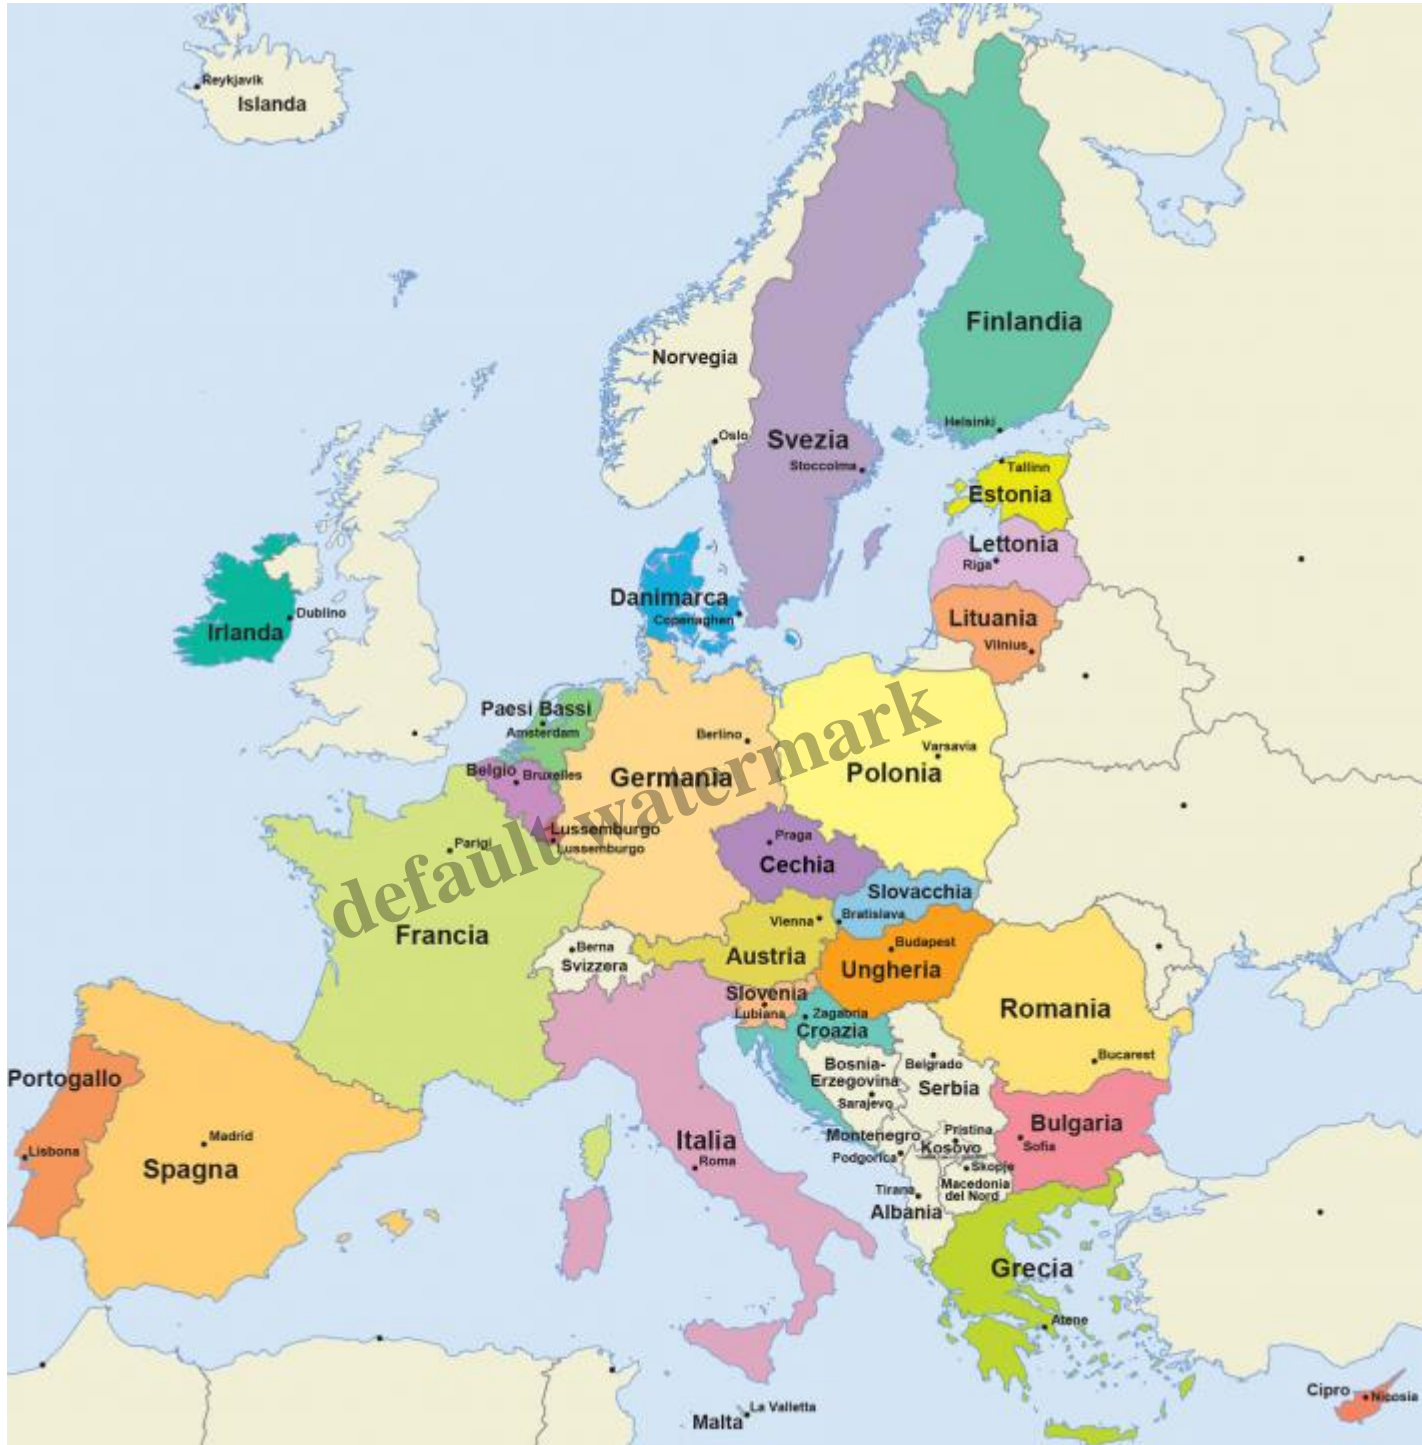 Reykjavik
Islanda
Finlandia
Norvegia
Helsinki
Oslo
Svezia
Stoccolma
Tallinn
Estonia
Lettonia
Riga
Danimarca
Copenaghen
Dublino
Irlanda
Lituania
Vilnius
Paesi Bassi
Amsterdam
Berlino
Varsavia
Belgio
Bruxelles
Germania
Polonia
default watermark
Lussemburgo
Lussemburgo
Parigi
Praga
Cechia
Slovacchia
Bratislava
Vienna
Francia
Budapest
Berna
Svizzera
Austria
Ungheria
Slovenia
Lubiana
Zagabria
Croazia
Romania
Bucarest
Bosnia-
Erzegovina
Sarajevo
Belgrado
Serbia
Portogallo
Lisbona
Madrid
Spagna
Italia
Roma
Montenegro
Podgorica
Pristina
Kosovo
Bulgaria
Sofia
Skopje
Macedonia
del Nord
Tirana
Albania
Grecia
Atene
La Valletta
Malta
Cipro
Nicosia